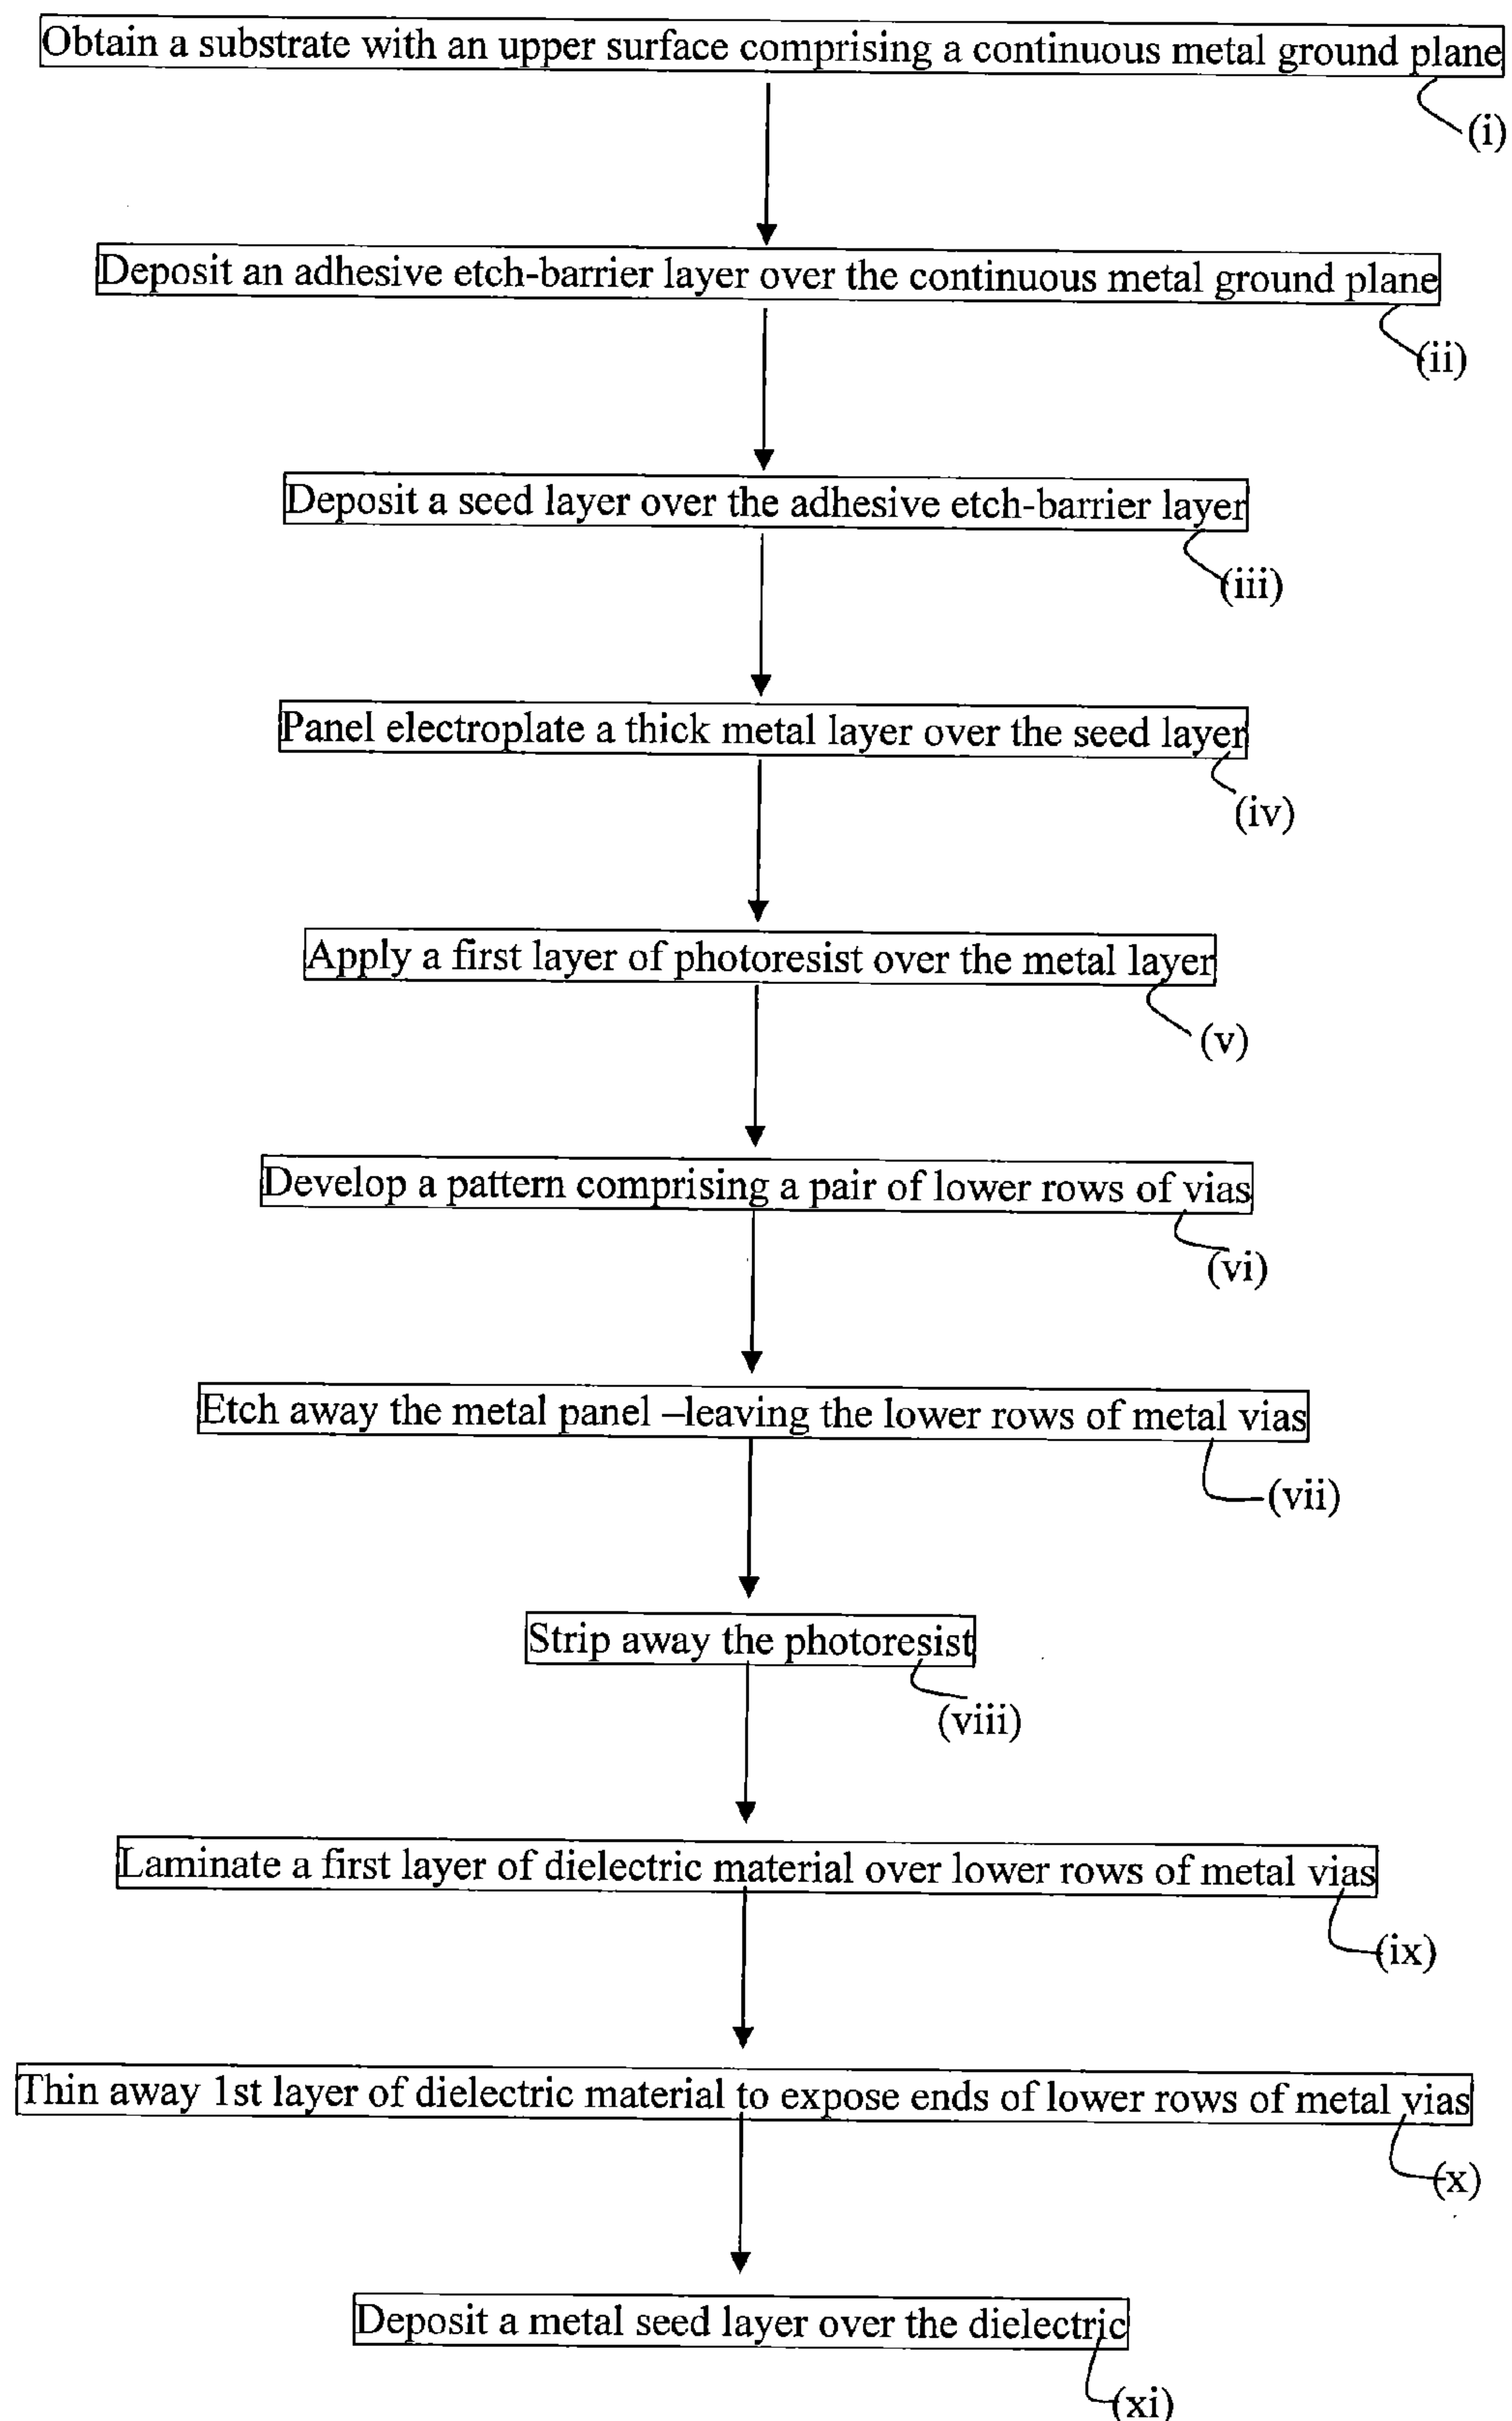 Obtain a substrate with an upper surface comprising a continuous metal ground plane
(i)
Deposit an adhesive etch-barrier layer over the continuous metal ground plane
(ii)
Deposit a seed layer over the adhesive etch-barrier layer
(iii)
Panel electroplate a thick metal layer over the seed layer
(iv)
Apply a first layer of photoresist over the metal layer
(v)
Develop a pattern comprising a pair of lower rows of vias
(vi)
Etch away the metal panel –leaving the lower rows of metal vias
(vii)
Strip away the photoresist
(viii)
Laminate a first layer of dielectric material over lower rows of metal vias
(ix)
Thin away 1st layer of dielectric material to expose ends of lower rows of metal vias
(x)
Deposit a metal seed layer over the dielectric
(xi)